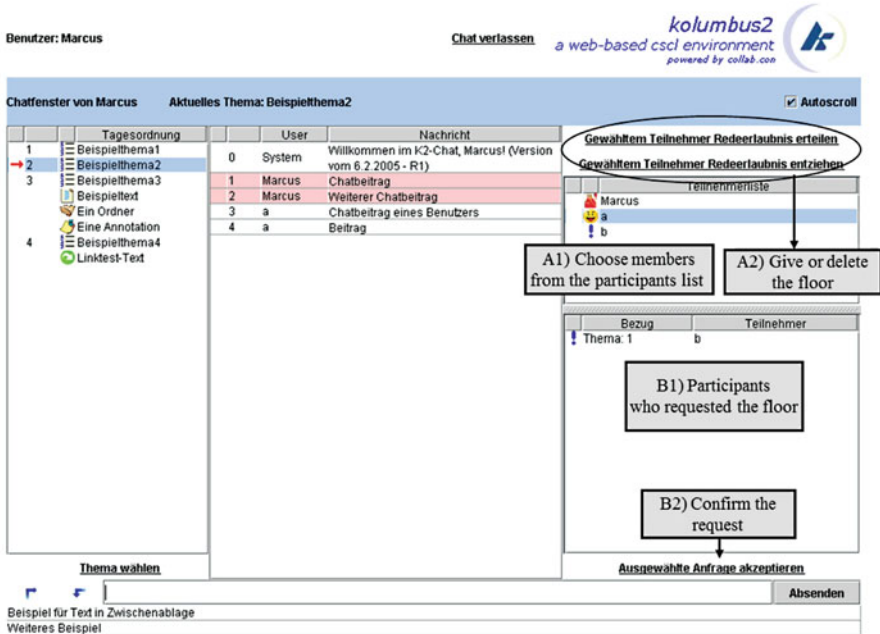 kolumbus2
Benutzer: Marcus
Chat verlassen
a web-based cscl environment
powered by collab.con
Chatfenster von Marcus Aktuelles Thema: Beispielthema2
Autoscroll
Tagesordnung
1 Beispielthema1
2 Beispielthema2
3 Beispielthema3
Beispieltext
Ein Ordner
Eine Annotation
4 Beispielthema4
Linktest-Text
User Nachricht
0 System Willkommen im K2-Chat, Marcus! (Version
vom 6.2.2005 - R1)
1 Marcus Chatbeitrag
2 Marcus Weiterer Chatbeitrag
3 a Chatbeitrag eines Benutzers
4 a Beitrag
Gewähltem Teilnehmer Redeerlaubnis erteilen
Gewähltem Teilnehmer Redeerlaubnis entziehen
Teilnehmerliste
Marcus
a
b
A1) Choose members
from the participants list
A2) Give or delete
the floor
Bezug Teilnehmer
Thema: 1 b
B1) Participants
who requested the floor
B2) Confirm the
request
Thema wählen
Ausgewählte Anfrage akzeptieren
Absenden
Beispiel für Text in Zwischenablage
Weiteres Beispiel